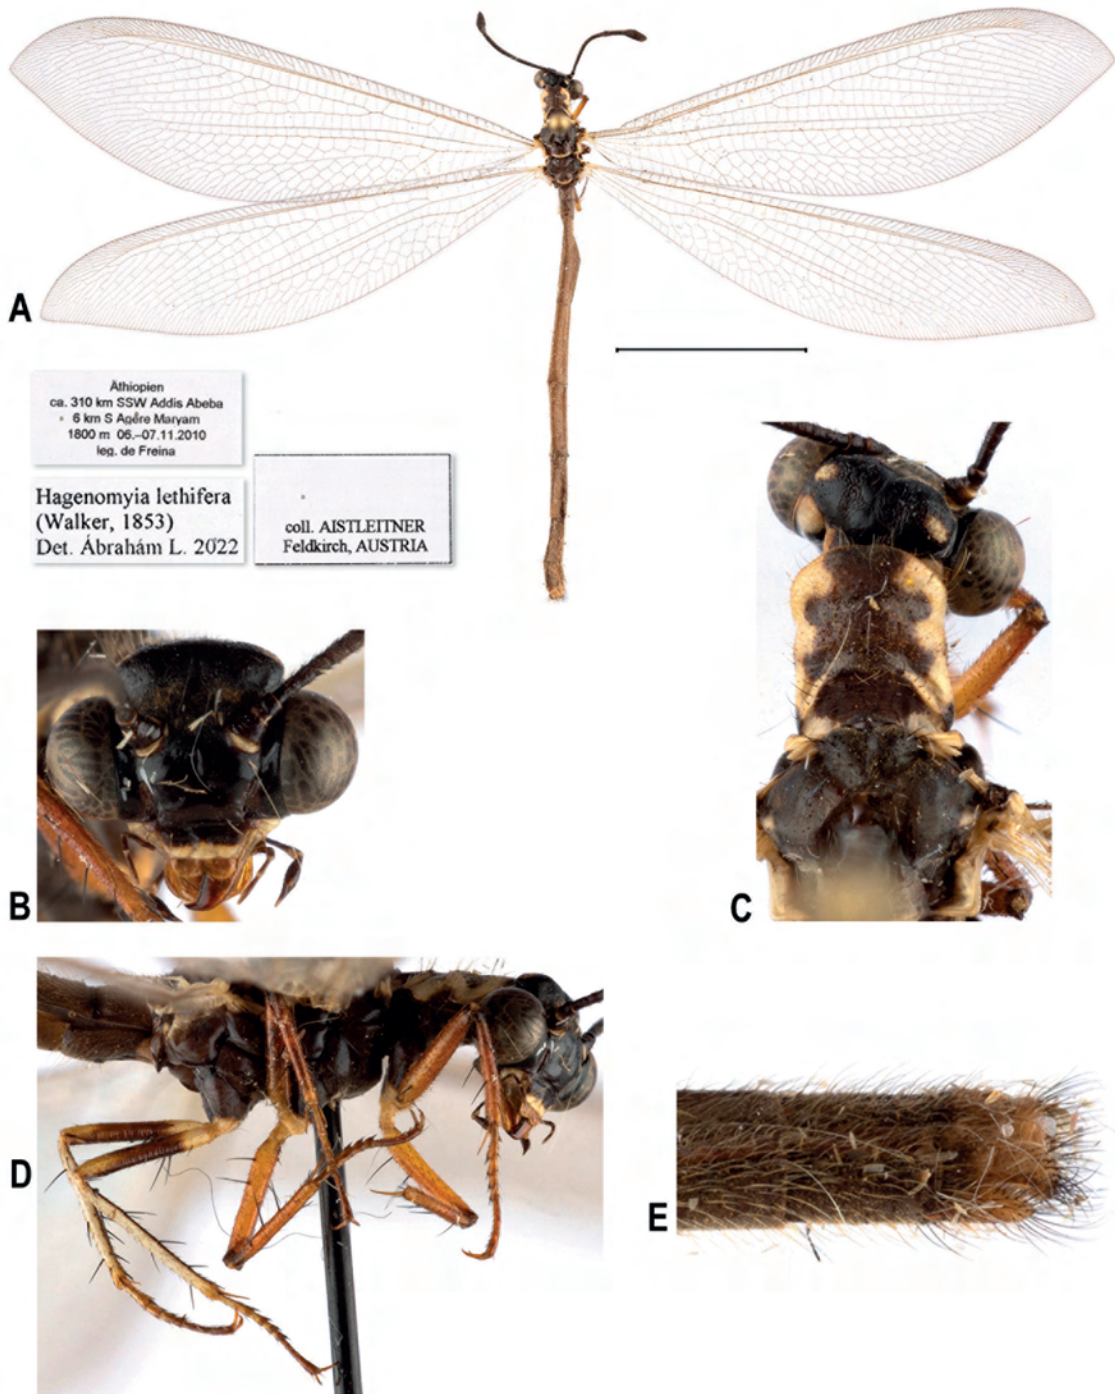 A
Äthiopien
ca. 310 km SSW Addis Abeba
6 km S Agere Maryam
1800 m 06.–07.11.2010
leg. de Freina
Hagenomyia lethifera
(Walker, 1853)
Det. Ábrahám L. 2022
coll. AISTLEITNER
Feldkirch, AUSTRIA
B
C
D
E